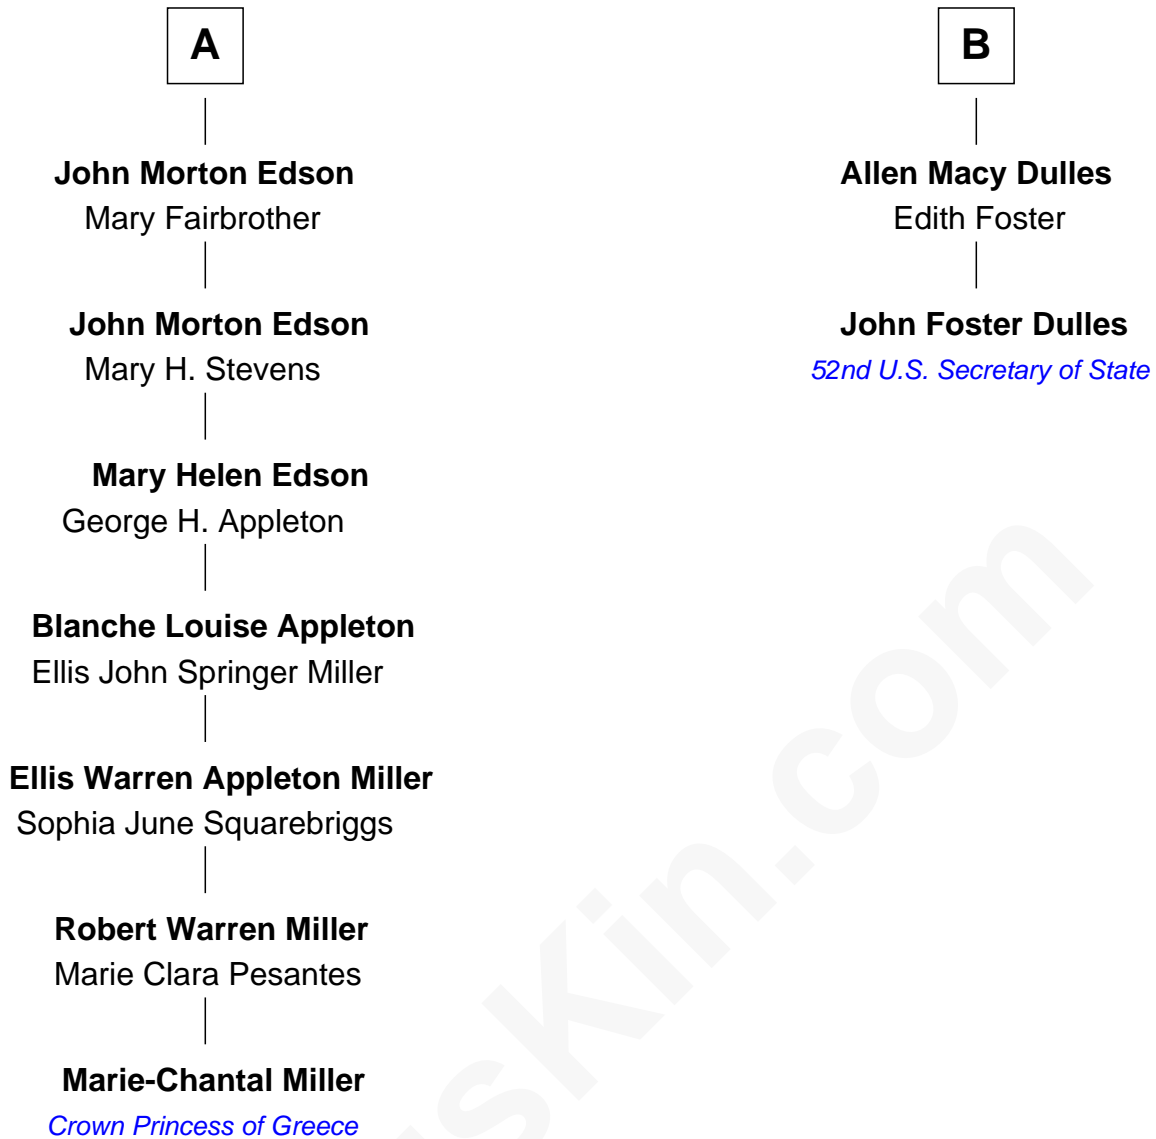 A
John Morton Edson
Mary Fairbrother
John Morton Edson
Mary H. Stevens
Mary Helen Edson
George H. Appleton
Blanche Louise Appleton
Ellis John Springer Miller
Ellis Warren Appleton Miller
Sophia June Squarebriggs
Robert Warren Miller
Marie Clara Pesantes
Marie-Chantal Miller
Crown Princess of Greece
B
Allen Macy Dulles
Edith Foster
John Foster Dulles
52nd U.S. Secretary of State